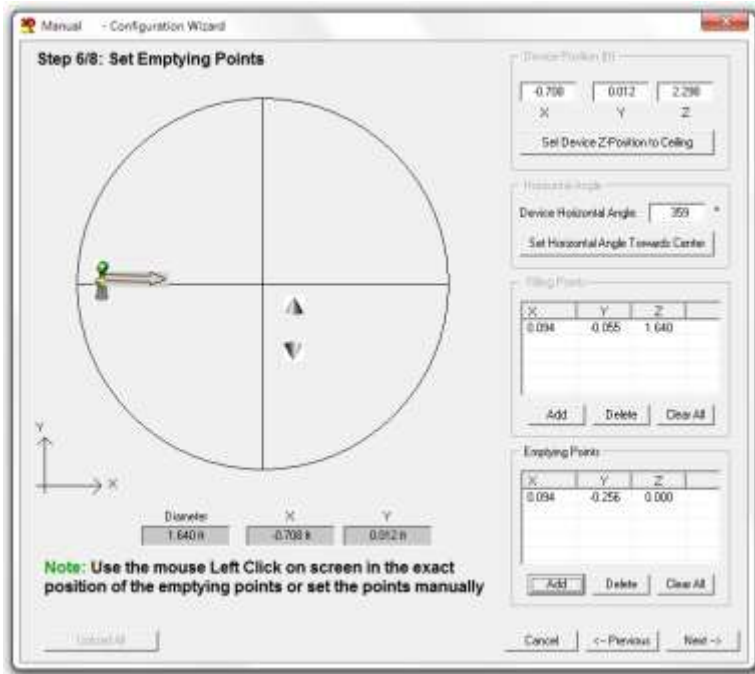 Manual - Configuration Wizard
Step 6/8: Set Emptying Points
Device Position (ft)
-0.708 0.012 2.298
X Y Z
Set Device Z-Position to Ceiling
Horizontal Angle
Device Horizontal Angle: 359 °
Set Horizontal Angle Towards Center
Filling Points
X Y Z
0.094 -0.055 1.640
Add Delete Clear All
Emptying Points
X Y Z
0.094 -0.256 0.000
Add Delete Clear All
Y
X
Diameter X Y
1.640 ft -0.708 ft 0.012 ft
Note: Use the mouse Left Click on screen in the exact
position of the emptying points or set the points manually
Upload All Cancel <-- Previous Next -->